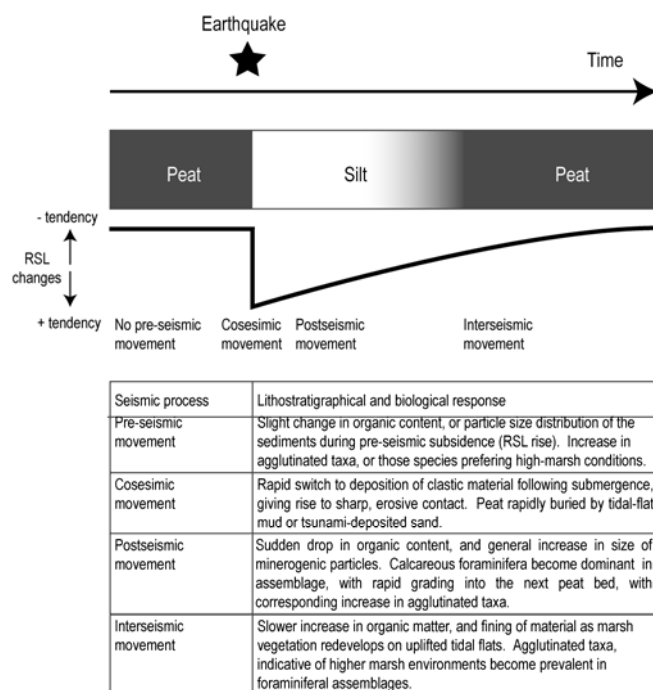 Earthquake
Time
Peat
Silt
Peat
- tendency
RSL
changes
+ tendency
No pre-seismic
movement
Cosesimic
movement
Postseismic
movement
Interseismic
movement
Seismic process
Lithostratigraphical and biological response
Pre-seismic
movement
Slight change in organic content, or particle size distribution of the
sediments during pre-seismic subsidence (RSL rise). Increase in
agglutinated taxa, or those species prefering high-marsh conditions.
Cosesimic
movement
Rapid switch to deposition of clastic material following submergence,
giving rise to sharp, erosive contact. Peat rapidly buried by tidal-flat
mud or tsunami-deposited sand.
Postseismic
movement
Sudden drop in organic content, and general increase in size of
minerogenic particles. Calcareous foraminifera become dominant in
assemblage, with rapid grading into the next peat bed, with
corresponding increase in agglutinated taxa.
Interseismic
movement
Slower increase in organic matter, and fining of material as marsh
vegetation redevelops on uplifted tidal flats. Agglutinated taxa,
indicative of higher marsh environments become prevalent in
foraminiferal assemblages.